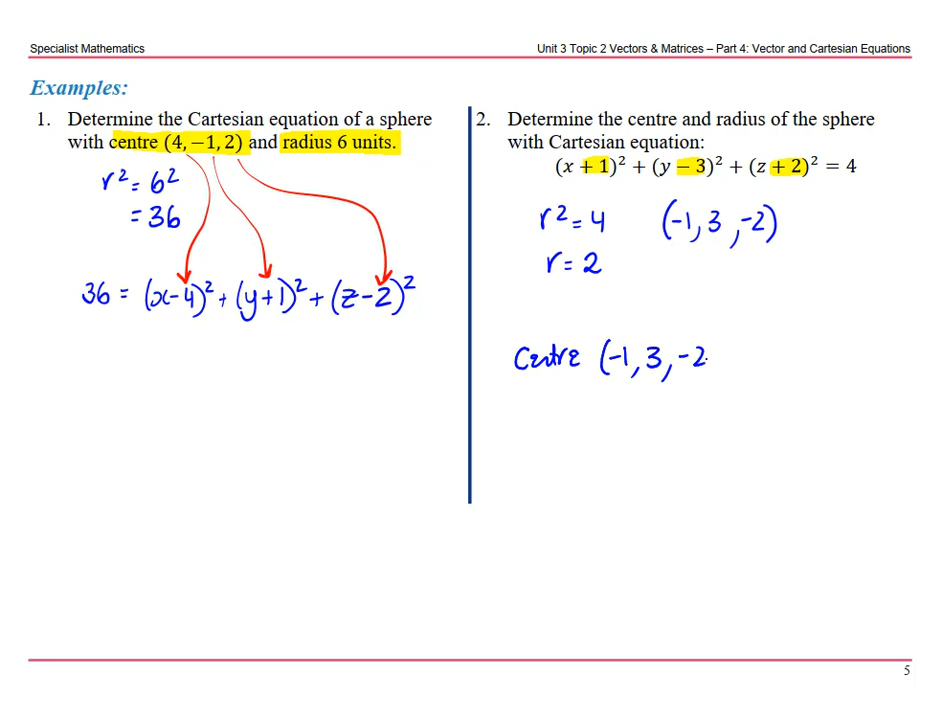 Specialist Mathematics
Unit 3 Topic 2 Vectors & Matrices – Part 4: Vector and Cartesian Equations
Examples:
1. Determine the Cartesian equation of a sphere
with centre (4, −1, 2) and radius 6 units.
r² = 6²
= 36
36 = (x−4)² + (y+1)² + (z−2)²
2. Determine the centre and radius of the sphere
with Cartesian equation:
(x + 1)² + (y − 3)² + (z + 2)² = 4
r² = 4 (−1, 3, −2)
r = 2
Centre (−1, 3, −2
5